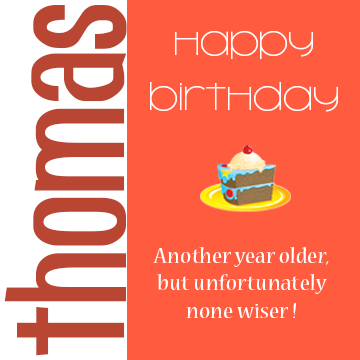 thomas
Happy
Birthday
Another year older,
but unfortunately
none wiser !